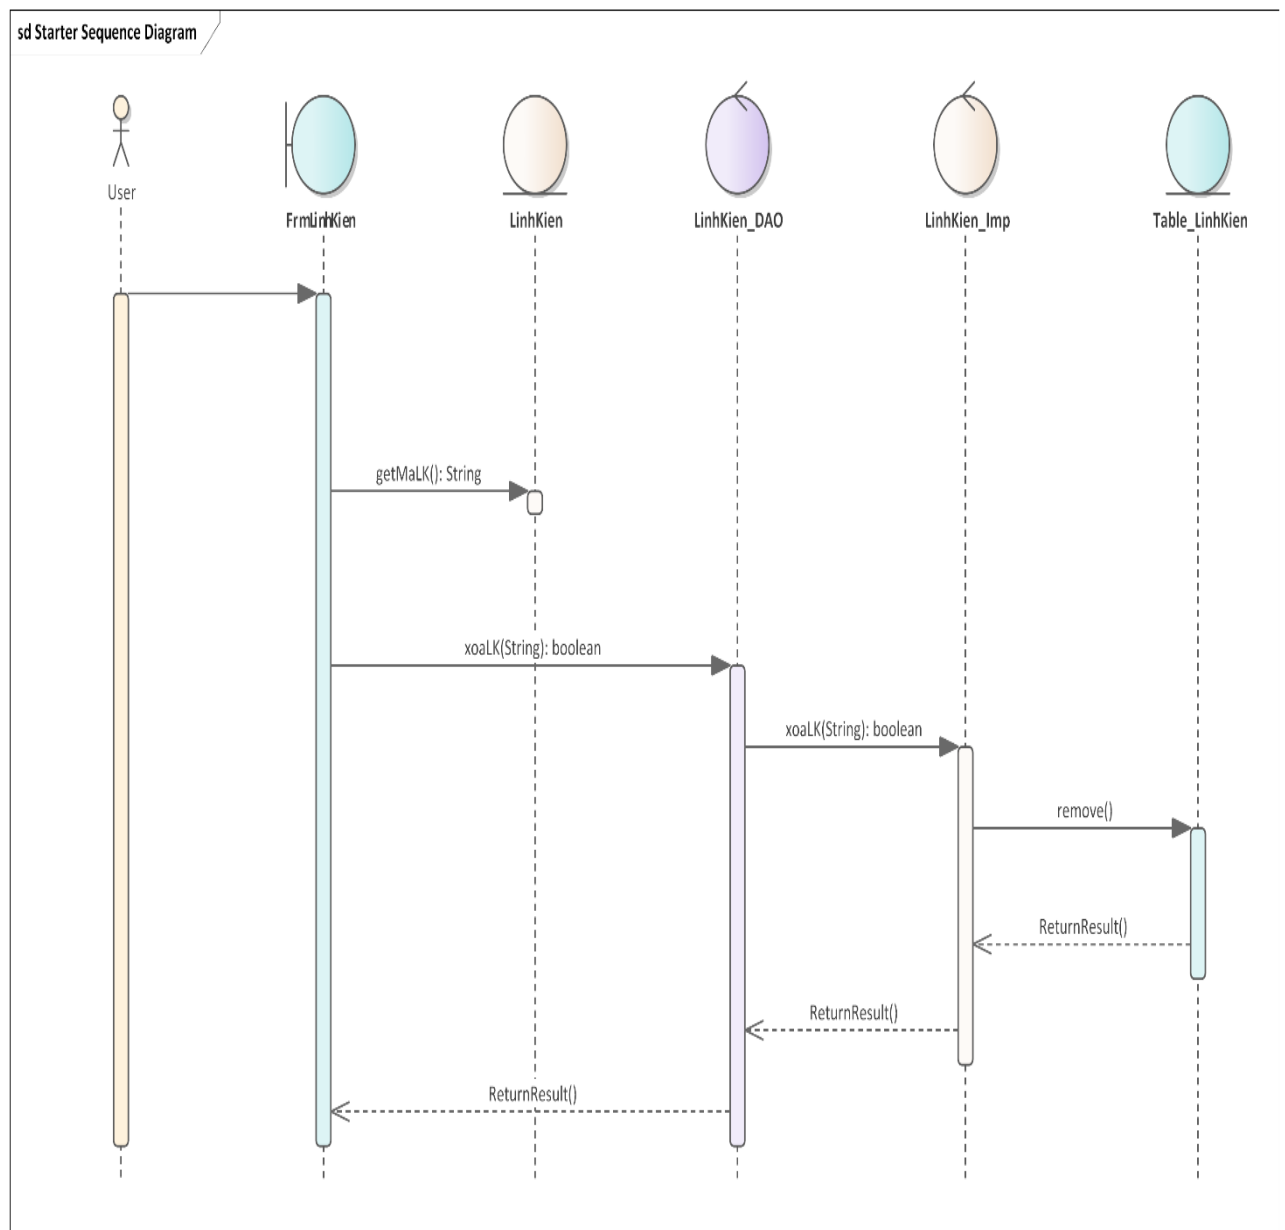 sd Starter Sequence Diagram
User
FrmLinhKien
LinhKien
LinhKien_DAO
LinhKien_Imp
Table_LinhKien
getMaLK(): String
xoaLK(String): boolean
xoaLK(String): boolean
remove()
ReturnResult()
ReturnResult()
ReturnResult()